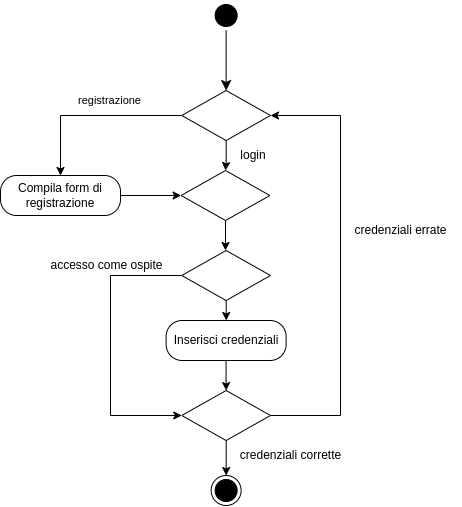 registrazione
login
Compila form di
registrazione
credenziali errate
accesso come ospite
Inserisci credenziali
credenziali corrette